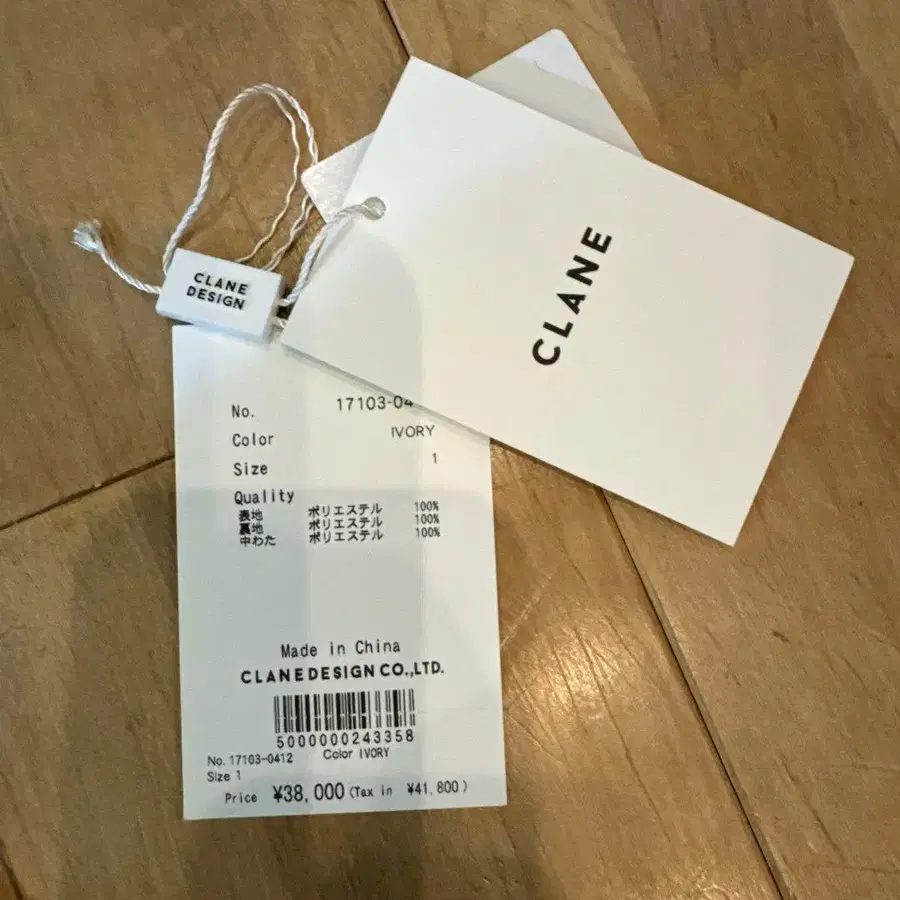 CLANE
DESIGN
CLANE
No. 17103-04
Color IVORY
Size 1
Quality
表地 ポリエステル 100%
裏地 ポリエステル 100%
中わた ポリエステル 100%
Made in China
CLANE DESIGN CO.,LTD.
5000000243358
No. 17103-0412 Color IVORY
Size 1
Price ¥38,000 (Tax in ¥41,800)